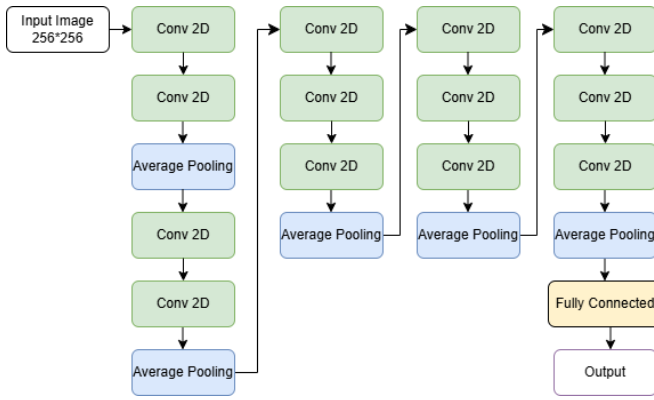 Input Image
256*256
Conv 2D
Conv 2D
Average Pooling
Conv 2D
Conv 2D
Average Pooling
Conv 2D
Conv 2D
Conv 2D
Average Pooling
Conv 2D
Conv 2D
Conv 2D
Average Pooling
Conv 2D
Conv 2D
Conv 2D
Average Pooling
Fully Connected
Output